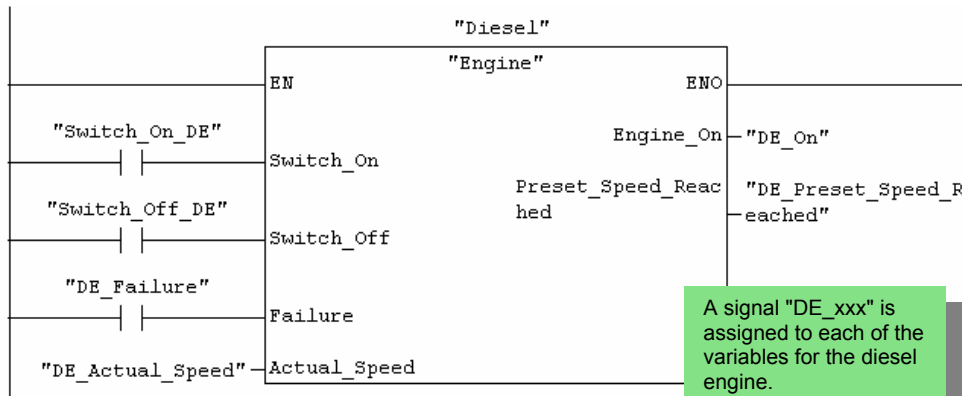 "Diesel"
"Engine"
EN
ENO
"Switch_On_DE"
Switch_On
Engine_On
"DE_On"
Preset_Speed_Reac
hed
"DE_Preset_Speed_R
eached"
"Switch_Off_DE"
Switch_Off
"DE_Failure"
Failure
"DE_Actual_Speed"
Actual_Speed
A signal "DE_xxx" is
assigned to each of the
variables for the diesel
engine.